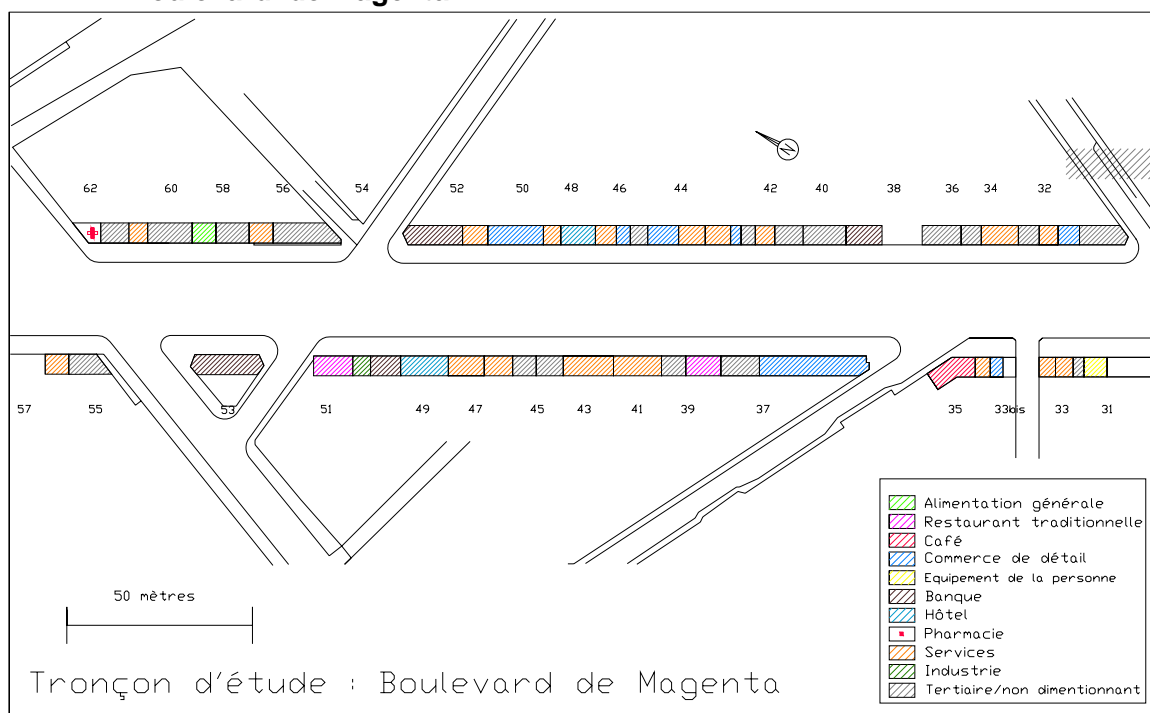 Boulevard de Magenta
N
62 60 58 56 54 52 50 48 46 44 42 40 38 36 34 32
57 55 53 51 49 47 45 43 41 39 37 35 33bis 33 31
50 mètres
Tronçon d'étude : Boulevard de Magenta
Alimentation générale
Restaurant traditionnelle
Café
Commerce de détail
Equipement de la personne
Banque
Hôtel
Pharmacie
Services
Industrie
Tertiaire/non dimentionnant